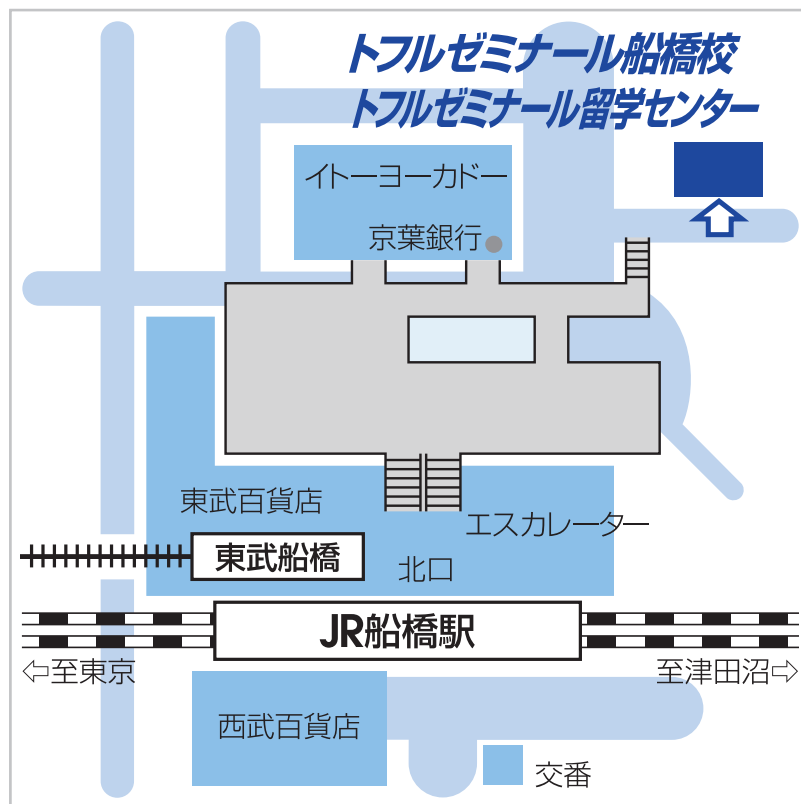 トフルゼミナール船橋校
トフルゼミナール留学センター
イトーヨーカドー
京葉銀行
東武百貨店
エスカレーター
東武船橋
北口
JR船橋駅
⇦至東京
至津田沼⇨
西武百貨店
交番